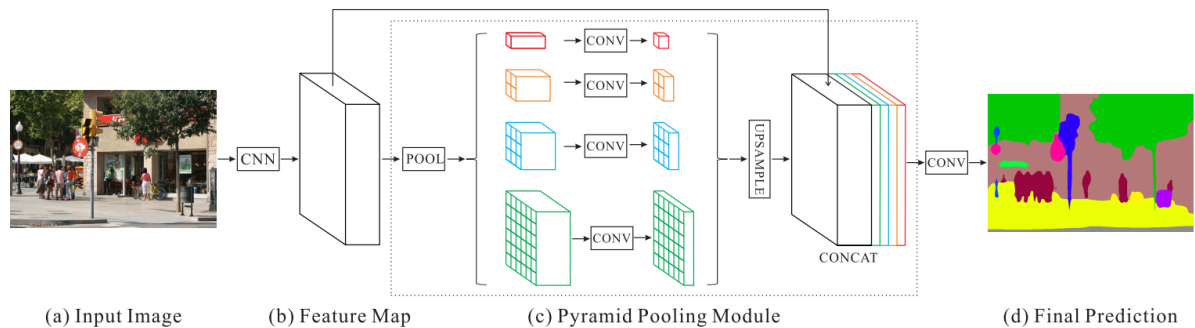 CNN
POOL
CONV
CONV
CONV
CONV
UPSAMPLE
CONCAT
CONV
(a) Input Image
(b) Feature Map
(c) Pyramid Pooling Module
(d) Final Prediction